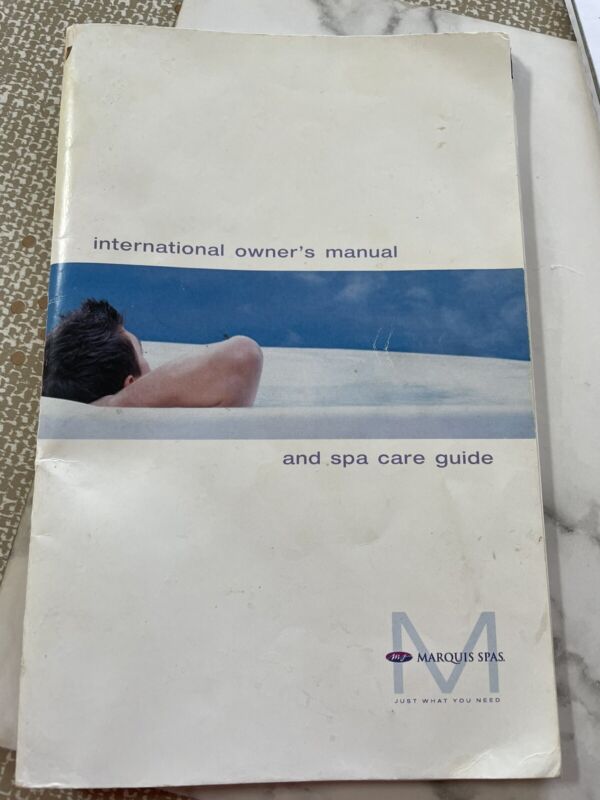 international owner's manual
and spa care guide
M
MARQUIS SPAS.
JUST WHAT YOU NEED